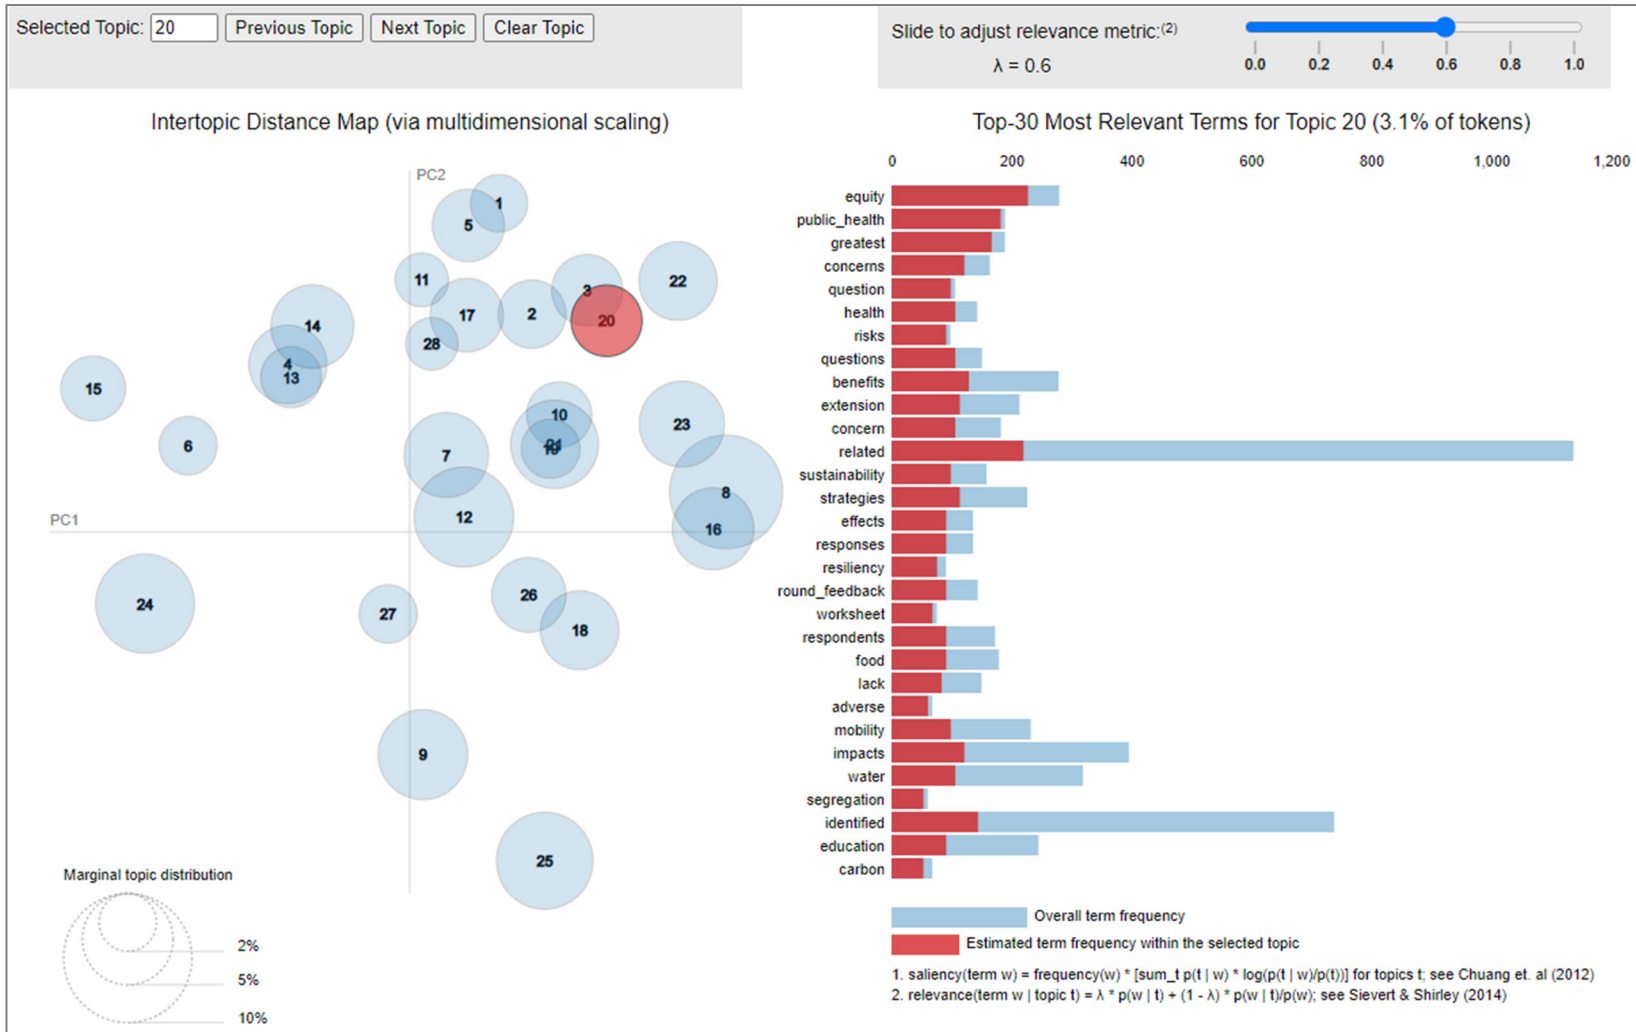 Selected Topic: 20 Previous Topic Next Topic Clear Topic
Slide to adjust relevance metric:(2)
λ = 0.6
0.0 0.2 0.4 0.6 0.8 1.0
Intertopic Distance Map (via multidimensional scaling)
PC2
PC1
1
5
11
22
3
17
2
20
14
28
4
13
15
10
23
6
7
8
12
16
24
26
27
18
9
25
Marginal topic distribution
2%
5%
10%
Top-30 Most Relevant Terms for Topic 20 (3.1% of tokens)
0 200 400 600 800 1,000 1,200
equity
public_health
greatest
concerns
question
health
risks
questions
benefits
extension
concern
related
sustainability
strategies
effects
responses
resiliency
round_feedback
worksheet
respondents
food
lack
adverse
mobility
impacts
water
segregation
identified
education
carbon
Overall term frequency
Estimated term frequency within the selected topic
1. saliency(term w) = frequency(w) * [sum_t p(t | w) * log(p(t | w)/p(t))] for topics t; see Chuang et. al (2012)
2. relevance(term w | topic t) = λ * p(w | t) + (1 - λ) * p(w | t)/p(w); see Sievert & Shirley (2014)